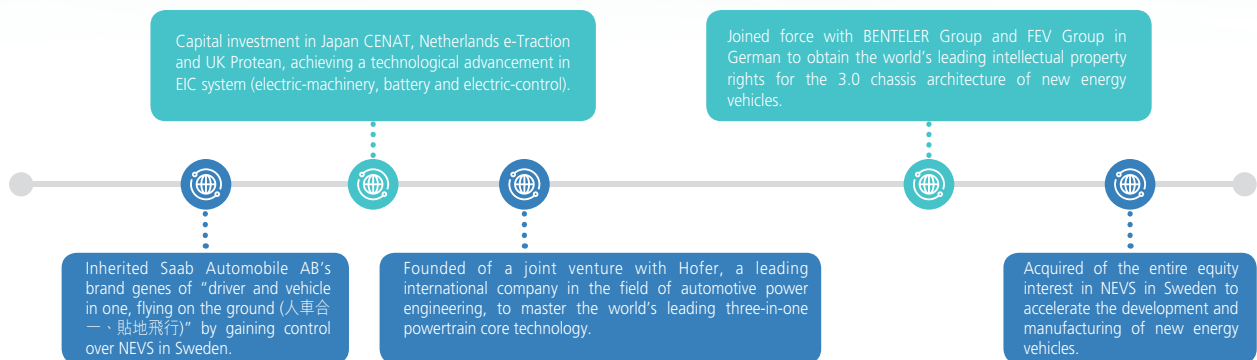 Capital investment in Japan CENAT, Netherlands e-Traction
and UK Protean, achieving a technological advancement in
EIC system (electric-machinery, battery and electric-control).
Joined force with BENTELER Group and FEV Group in
German to obtain the world's leading intellectual property
rights for the 3.0 chassis architecture of new energy
vehicles.
Inherited Saab Automobile AB's
brand genes of “driver and vehicle
in one, flying on the ground (人車合
一、貼地飛行)” by gaining control
over NEVS in Sweden.
Founded of a joint venture with Hofer, a leading
international company in the field of automotive power
engineering, to master the world's leading three-in-one
powertrain core technology.
Acquired of the entire equity
interest in NEVS in Sweden to
accelerate the development and
manufacturing of new energy
vehicles.